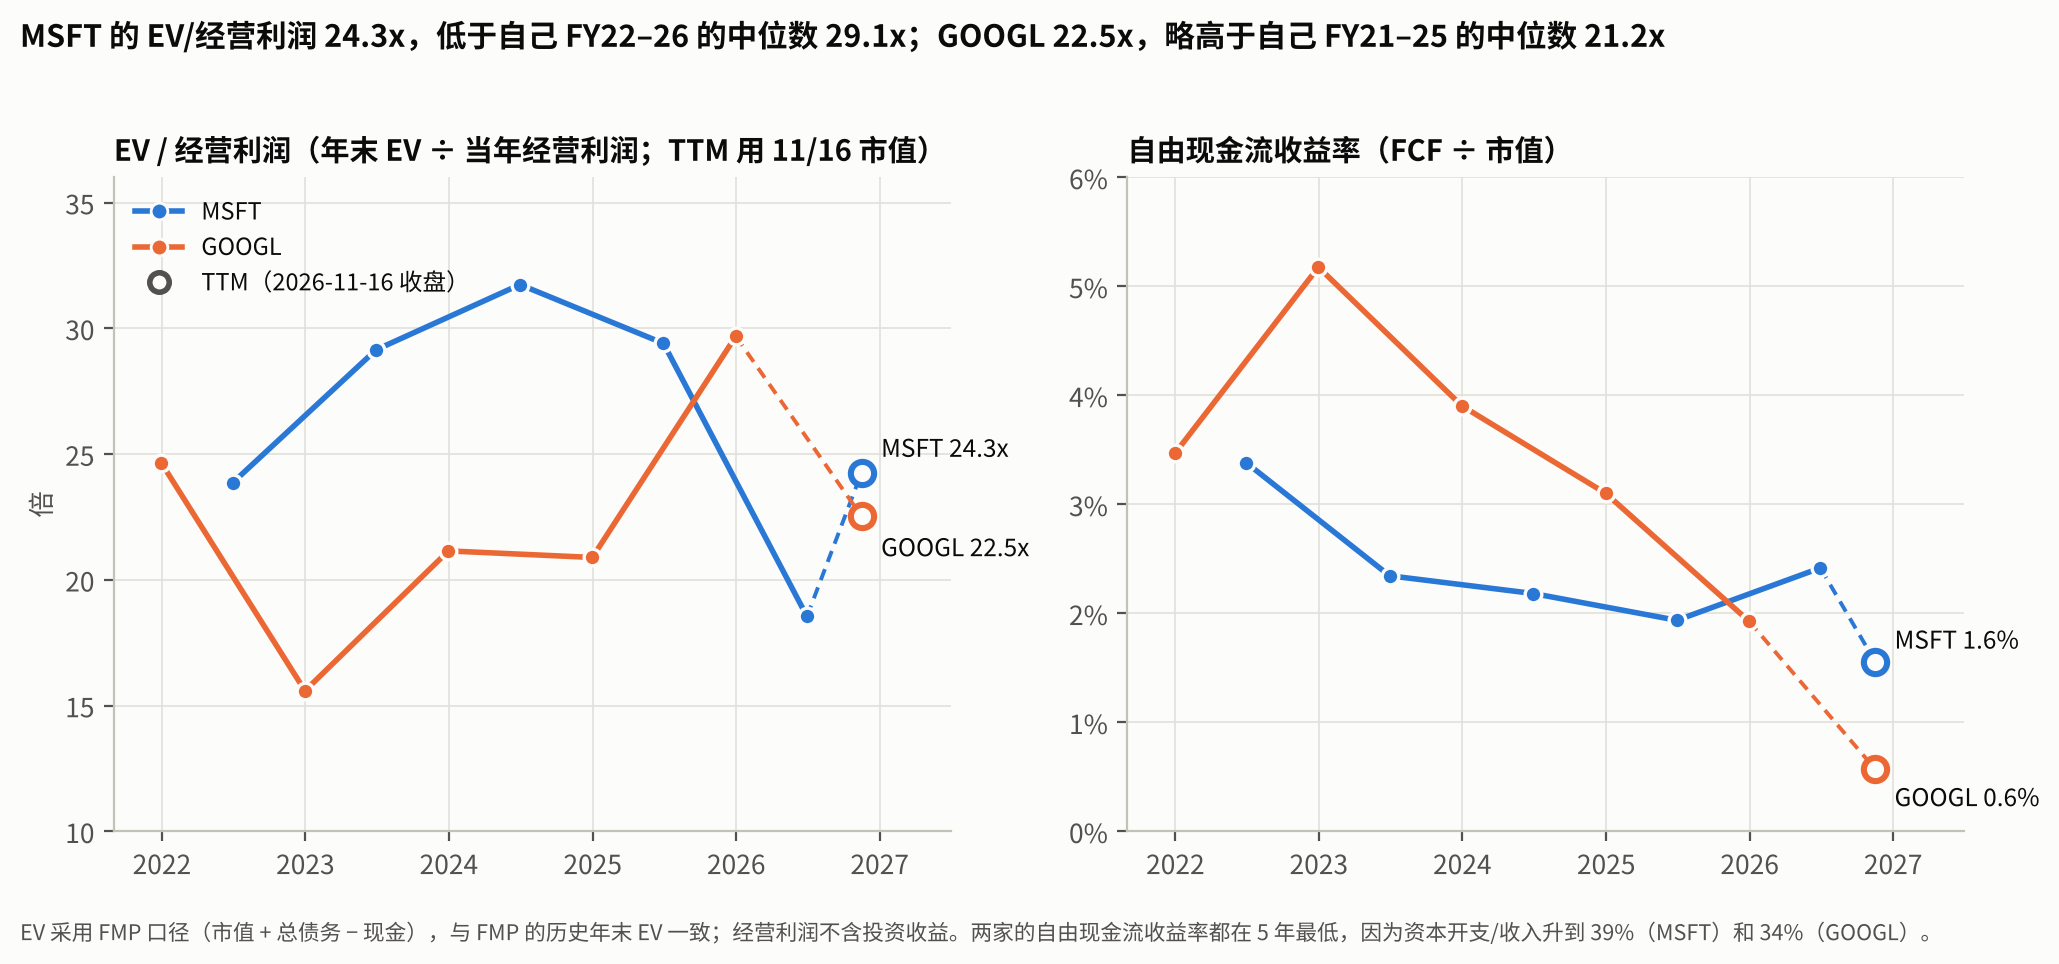 MSFT 的 EV/经营利润 24.3x，低于自己 FY22–26 的中位数 29.1x；GOOGL 22.5x，略高于自己 FY21–25 的中位数 21.2x
EV / 经营利润（年末 EV ÷ 当年经营利润；TTM 用 11/16 市值）
倍
35
30
25
20
15
10
MSFT
GOOGL
TTM（2026-11-16 收盘）
MSFT 24.3x
GOOGL 22.5x
2022 2023 2024 2025 2026 2027
自由现金流收益率（FCF ÷ 市值）
6%
5%
4%
3%
2%
1%
0%
MSFT 1.6%
GOOGL 0.6%
2022 2023 2024 2025 2026 2027
EV 采用 FMP 口径（市值 + 总债务 − 现金），与 FMP 的历史年末 EV 一致；经营利润不含投资收益。两家的自由现金流收益率都在 5 年最低，因为资本开支/收入升到 39%（MSFT）和 34%（GOOGL）。